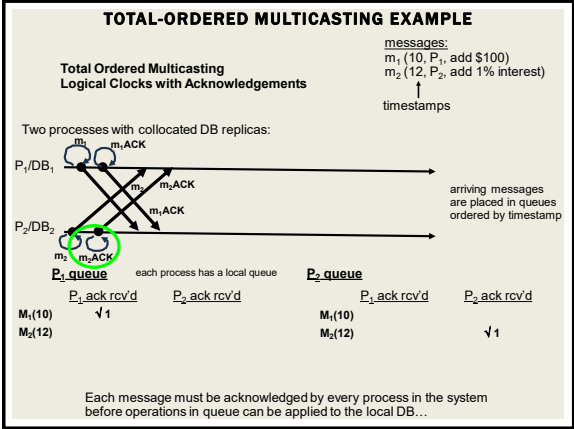 TOTAL-ORDERED MULTICASTING EXAMPLE
messages:
m1 (10, P1, add $100)
m2 (12, P2, add 1% interest)
timestamps
Total Ordered Multicasting
Logical Clocks with Acknowledgements
Two processes with collocated DB replicas:
m1
m1ACK
P1/DB1
m2
m2ACK
m1ACK
arriving messages
are placed in queues
ordered by timestamp
P2/DB2
m2
m2ACK
P1 queue
each process has a local queue
P2 queue
P1 ack rcv'd P2 ack rcv'd
P1 ack rcv'd P2 ack rcv'd
M1(10) √ 1
M2(12)
M1(10)
M2(12) √ 1
Each message must be acknowledged by every process in the system
before operations in queue can be applied to the local DB…